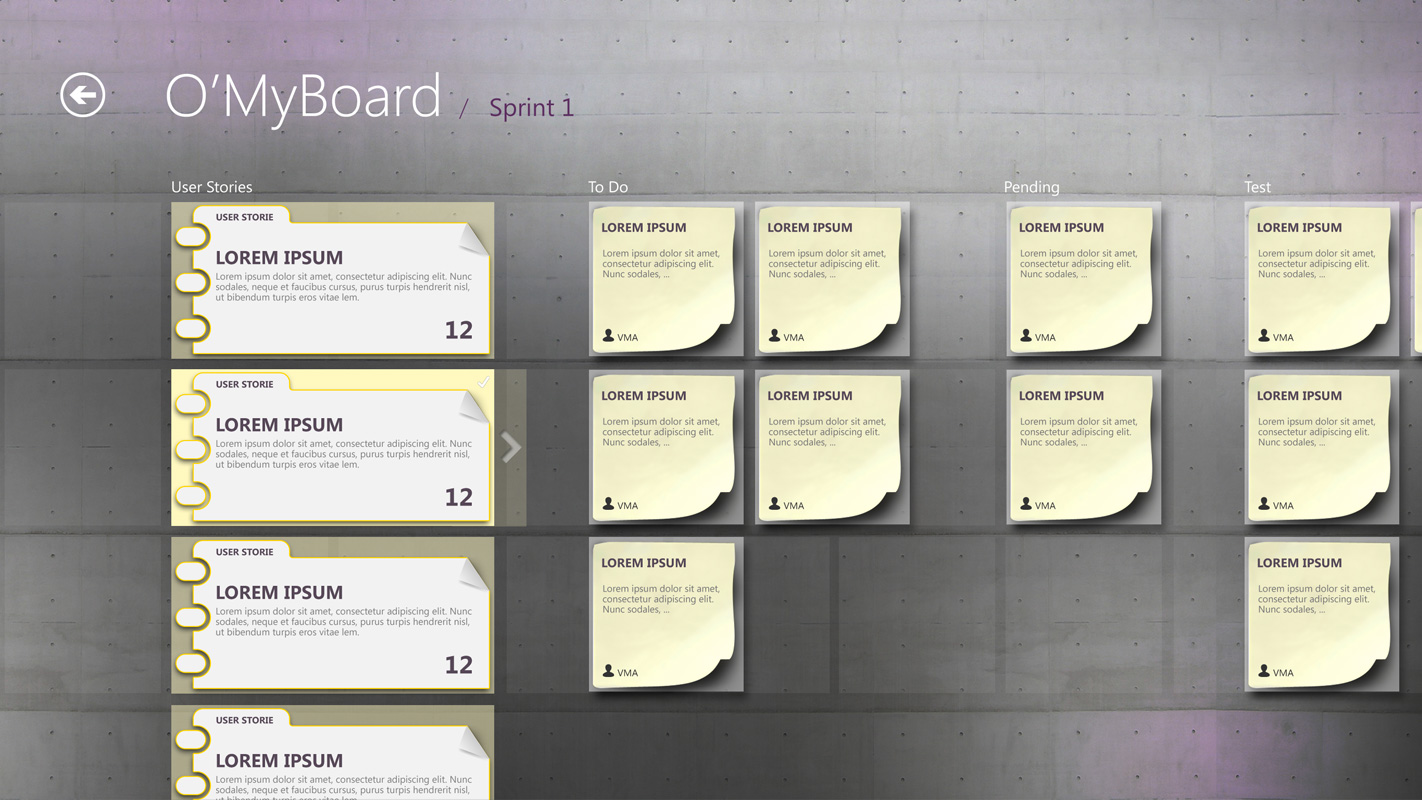 O'MyBoard / Sprint 1
User Stories
To Do
Pending
Test
USER STORIE
LOREM IPSUM
Lorem ipsum dolor sit amet, consectetur adipiscing elit. Nunc
sodales, neque et faucibus cursus, purus turpis hendrerit nisl,
ut bibendum turpis eros vitae lem.
12
LOREM IPSUM
Lorem ipsum dolor sit amet,
consectetur adipiscing elit.
Nunc sodales, ...
VMA
LOREM IPSUM
Lorem ipsum dolor sit amet,
consectetur adipiscing elit.
Nunc sodales, ...
VMA
LOREM IPSUM
Lorem ipsum dolor sit amet,
consectetur adipiscing elit.
Nunc sodales, ...
VMA
LOREM IPSUM
Lorem ipsum dolor sit amet,
consectetur adipiscing elit.
Nunc sodales, ...
VMA
USER STORIE
LOREM IPSUM
Lorem ipsum dolor sit amet, consectetur adipiscing elit. Nunc
sodales, neque et faucibus cursus, purus turpis hendrerit nisl,
ut bibendum turpis eros vitae lem.
12
LOREM IPSUM
Lorem ipsum dolor sit amet,
consectetur adipiscing elit.
Nunc sodales, ...
VMA
LOREM IPSUM
Lorem ipsum dolor sit amet,
consectetur adipiscing elit.
Nunc sodales, ...
VMA
LOREM IPSUM
Lorem ipsum dolor sit amet,
consectetur adipiscing elit.
Nunc sodales, ...
VMA
LOREM IPSUM
Lorem ipsum dolor sit amet,
consectetur adipiscing elit.
Nunc sodales, ...
VMA
USER STORIE
LOREM IPSUM
Lorem ipsum dolor sit amet, consectetur adipiscing elit. Nunc
sodales, neque et faucibus cursus, purus turpis hendrerit nisl,
ut bibendum turpis eros vitae lem.
12
LOREM IPSUM
Lorem ipsum dolor sit amet,
consectetur adipiscing elit.
Nunc sodales, ...
VMA
LOREM IPSUM
Lorem ipsum dolor sit amet,
consectetur adipiscing elit.
Nunc sodales, ...
VMA
USER STORIE
LOREM IPSUM
Lorem ipsum dolor sit amet, consectetur adipiscing elit. Nunc
sodales, neque et faucibus cursus, purus turpis hendrerit nisl,
ut bibendum turpis eros vitae lem.